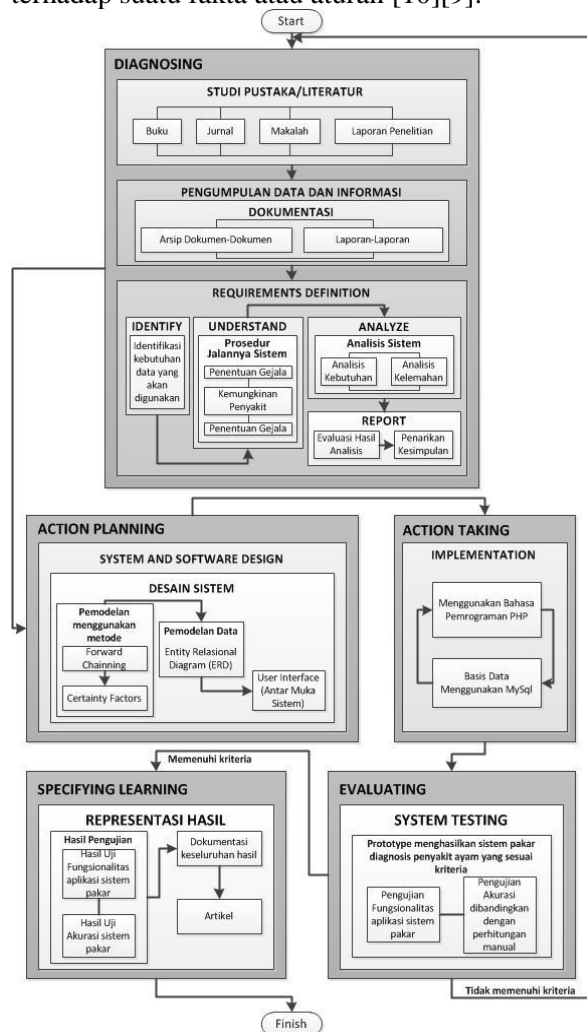 terhadap suatu fakta atau aturan [10][9].
Start
DIAGNOSING
STUDI PUSTAKA/LITERATUR
Buku
Jurnal
Makalah
Laporan Penelitian
PENGUMPULAN DATA DAN INFORMASI
DOKUMENTASI
Arsip Dokumen-Dokumen
Laporan-Laporan
REQUIREMENTS DEFINITION
IDENTIFY
Identifikasi
kebutuhan
data yang
akan
digunakan
UNDERSTAND
Prosedur
Jalannya Sistem
Penentuan Gejala
Kemungkinan
Penyakit
Penentuan Gejala
ANALYZE
Analisis Sistem
Analisis
Kebutuhan
Analisis
Kelemahan
REPORT
Evaluasi Hasil
Analisis
Penarikan
Kesimpulan
ACTION PLANNING
SYSTEM AND SOFTWARE DESIGN
DESAIN SISTEM
Pemodelan
menggunakan
metode
Forward
Chainning
Certainty Factors
Pemodelan Data
Entity Relasional
Diagram (ERD)
User Interface
(Antar Muka
Sistem)
ACTION TAKING
IMPLEMENTATION
Menggunakan Bahasa
Pemrograman PHP
Basis Data
Menggunakan MySql
Memenuhi kriteria
SPECIFYING LEARNING
REPRESENTASI HASIL
Hasil Pengujian
Hasil Uji
Fungsionalitas
aplikasi sistem
pakar
Hasil Uji
Akurasi sistem
pakar
Dokumentasi
keseluruhan hasil
Artikel
EVALUATING
SYSTEM TESTING
Prototype menghasilkan sistem pakar
diagnosis penyakit ayam yang sesuai
kriteria
Pengujian
Fungsionalitas
aplikasi sistem
pakar
Pengujian
Akurasi
dibandingkan
dengan
perhitungan
manual
Tidak memenuhi kriteria
Finish